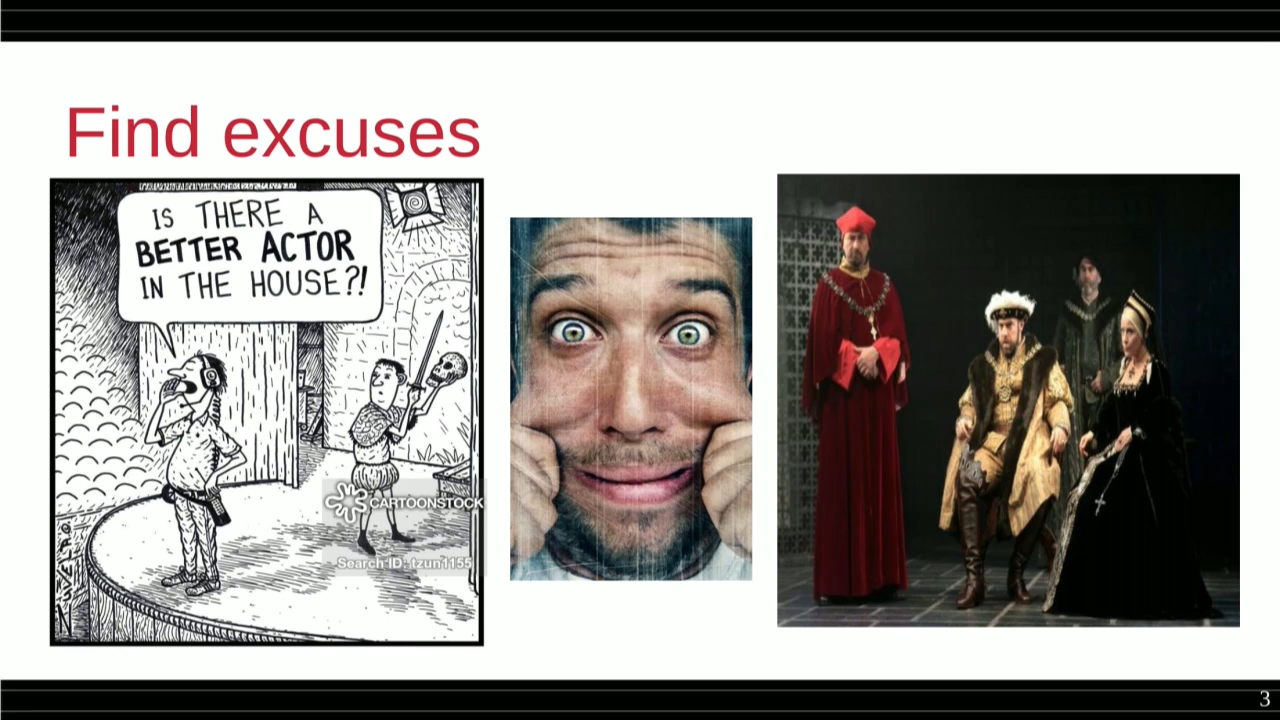 Find excuses
IS THERE A
BETTER ACTOR
IN THE HOUSE?!
CARTOONSTOCK
Search ID: tzun1155
3